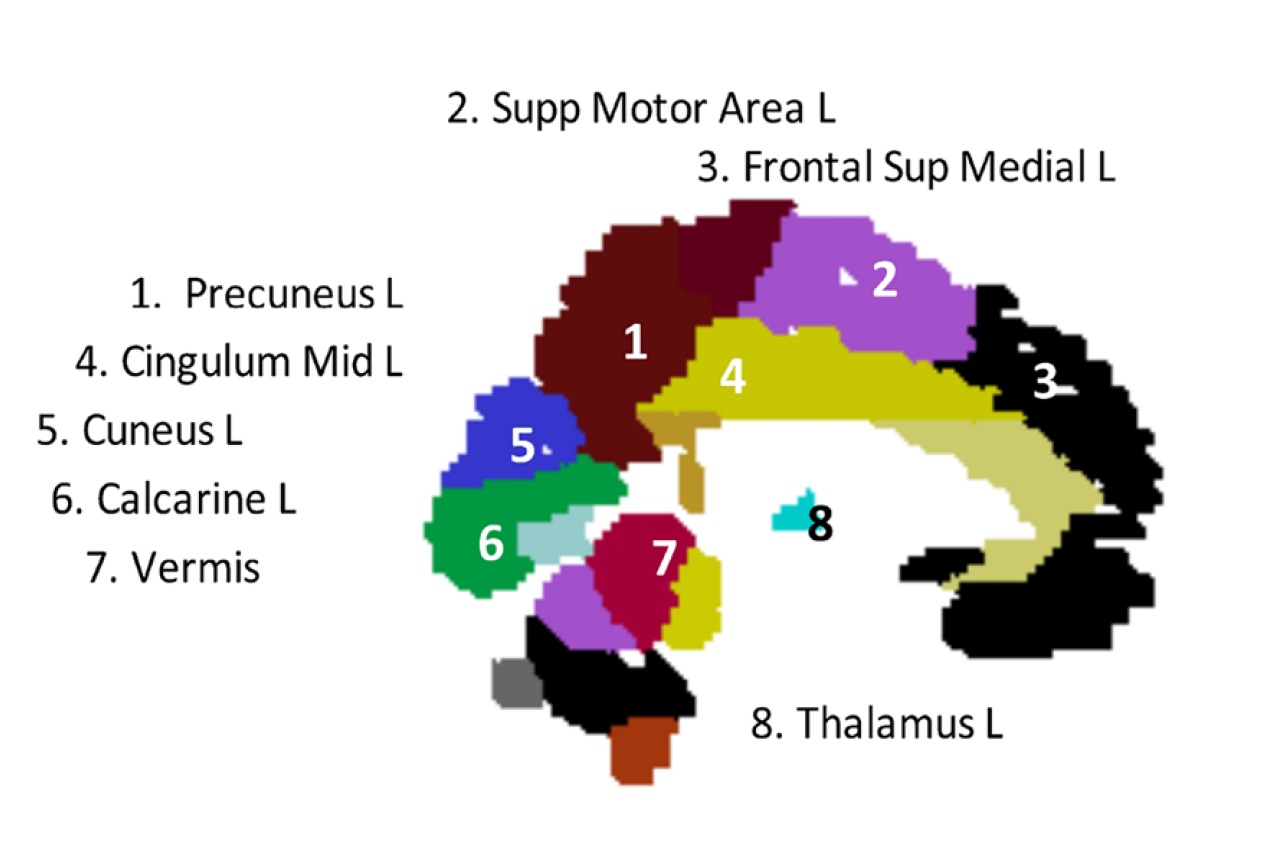 2. Supp Motor Area L
3. Frontal Sup Medial L
1. Precuneus L
4. Cingulum Mid L
5. Cuneus L
6. Calcarine L
7. Vermis
8. Thalamus L
2
1
4
3
5
6
7
8